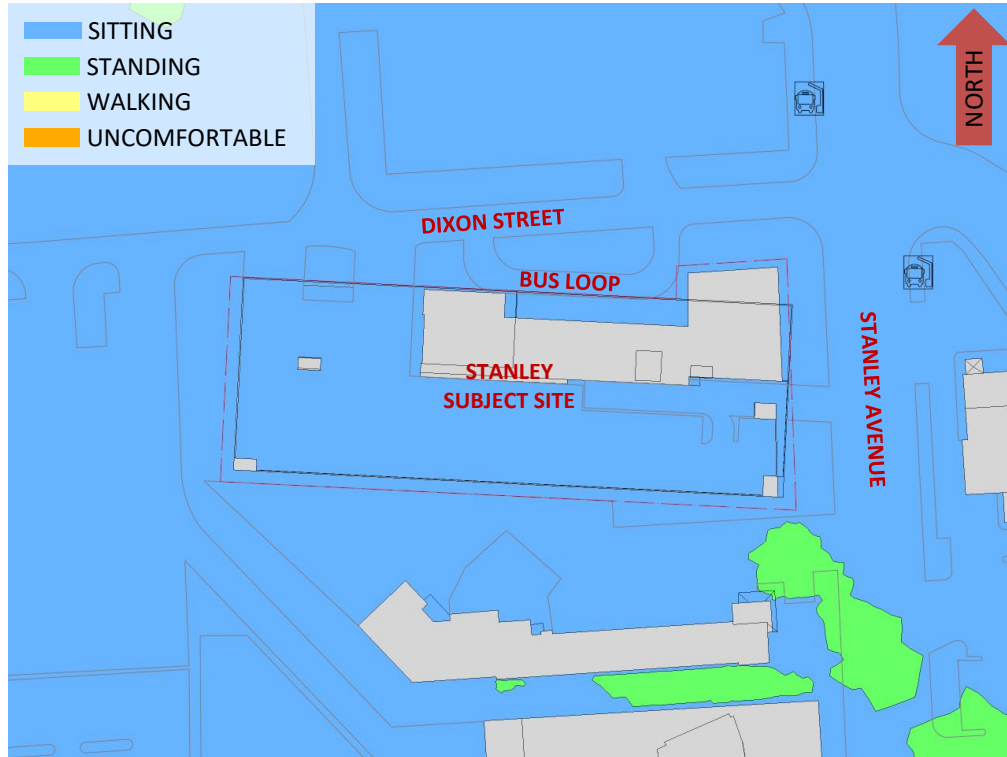 SITTING
STANDING
WALKING
UNCOMFORTABLE
NORTH
DIXON STREET
BUS LOOP
STANLEY
SUBJECT SITE
STANLEY AVENUE